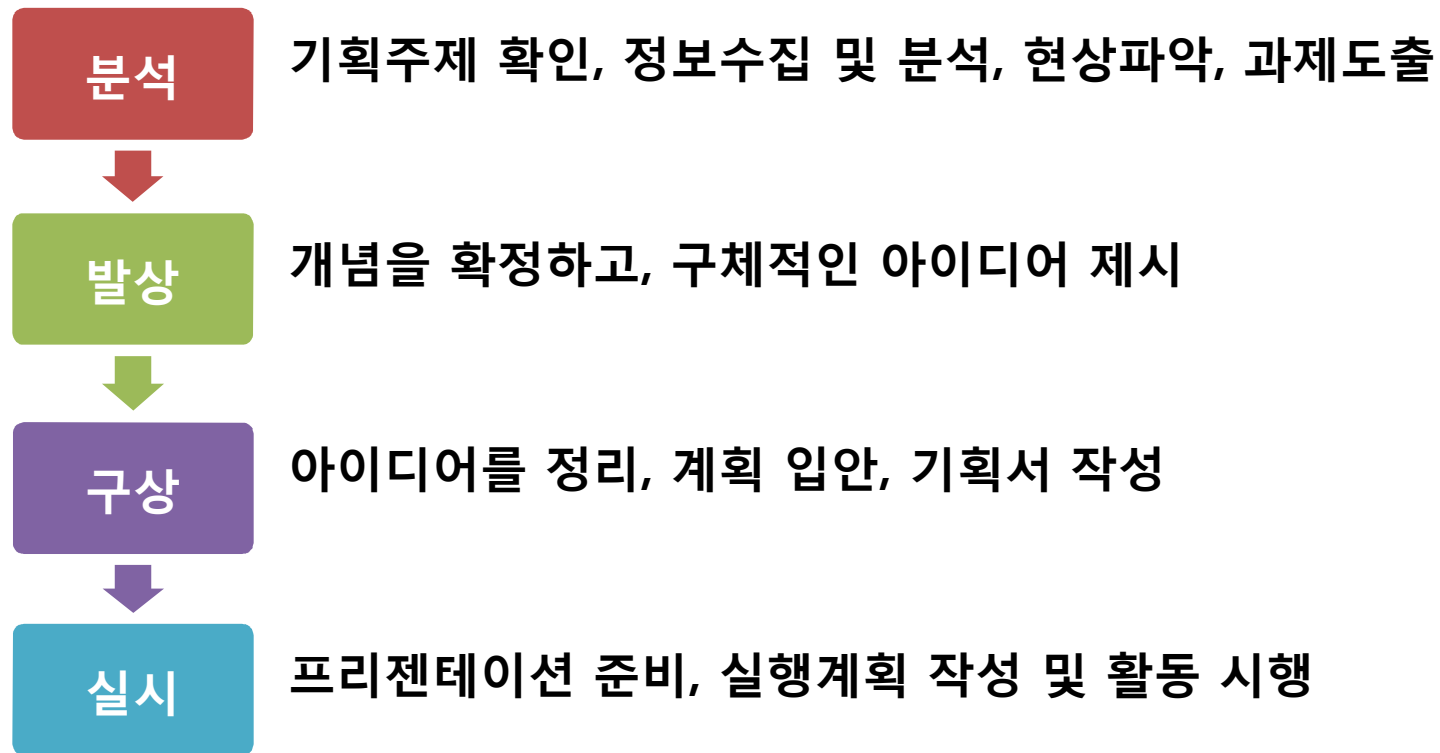 분석
기획주제 확인, 정보수집 및 분석, 현상파악, 과제도출
발상
개념을 확정하고, 구체적인 아이디어 제시
구상
아이디어를 정리, 계획 입안, 기획서 작성
실시
프리젠테이션 준비, 실행계획 작성 및 활동 시행